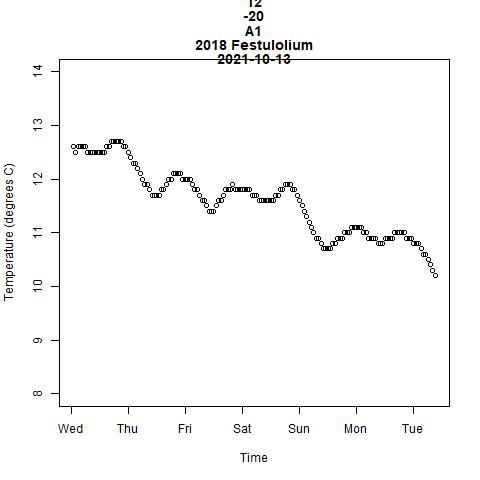 T2
-20
A1
2018 Festulolium
2021-10-13
14
13
12
11
10
9
8
Temperature (degrees C)
Wed Thu Fri Sat Sun Mon Tue
Time